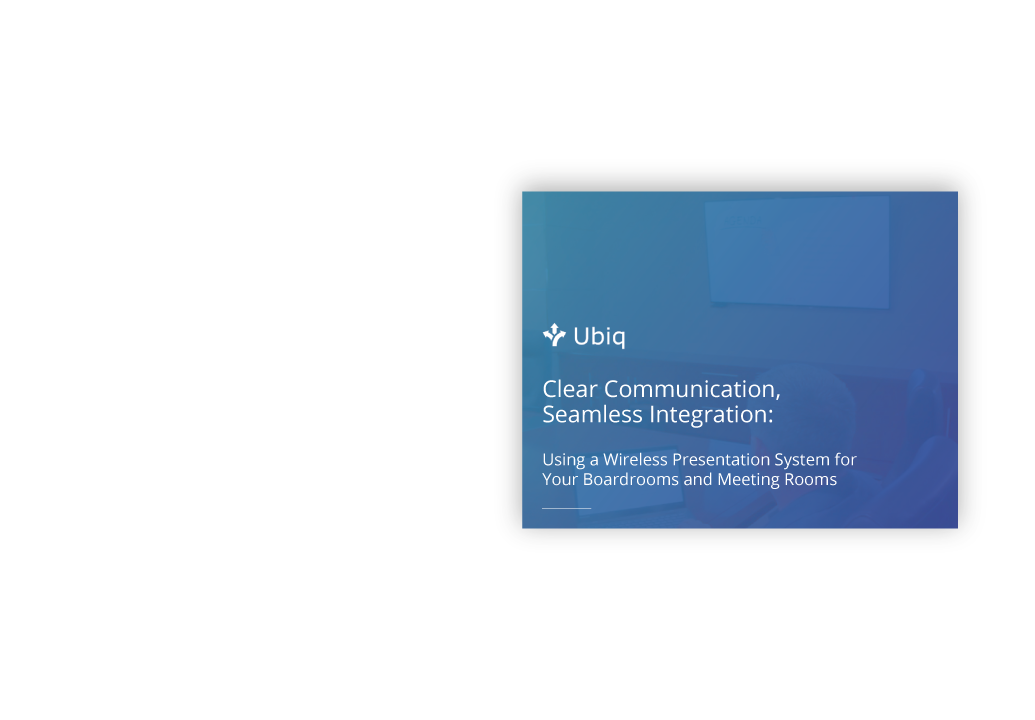 Ubiq
Clear Communication,
Seamless Integration:
Using a Wireless Presentation System for
Your Boardrooms and Meeting Rooms